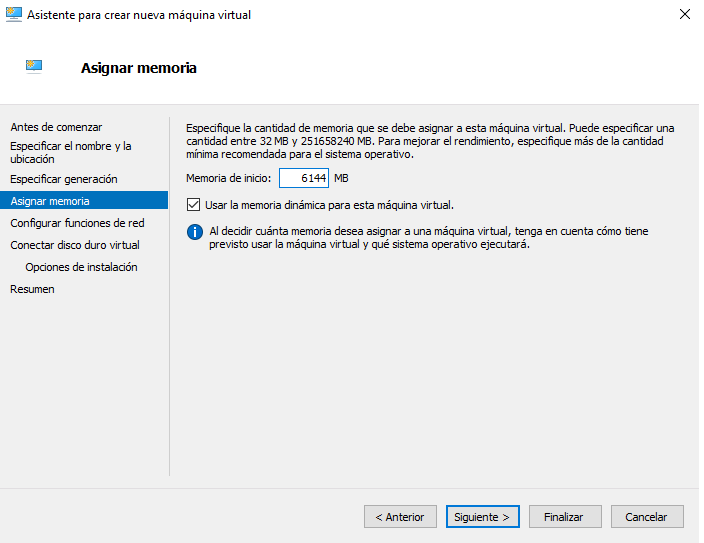 Asistente para crear nueva máquina virtual
Asignar memoria
Antes de comenzar
Especificar el nombre y la
ubicación
Especificar generación
Asignar memoria
Configurar funciones de red
Conectar disco duro virtual
Opciones de instalación
Resumen
Especifique la cantidad de memoria que se debe asignar a esta máquina virtual. Puede especificar una
cantidad entre 32 MB y 251658240 MB. Para mejorar el rendimiento, especifique más de la cantidad
mínima recomendada para el sistema operativo.
Memoria de inicio: 6144 MB
Usar la memoria dinámica para esta máquina virtual.
Al decidir cuánta memoria desea asignar a una máquina virtual, tenga en cuenta cómo tiene
previsto usar la máquina virtual y qué sistema operativo ejecutará.
< Anterior Siguiente > Finalizar Cancelar